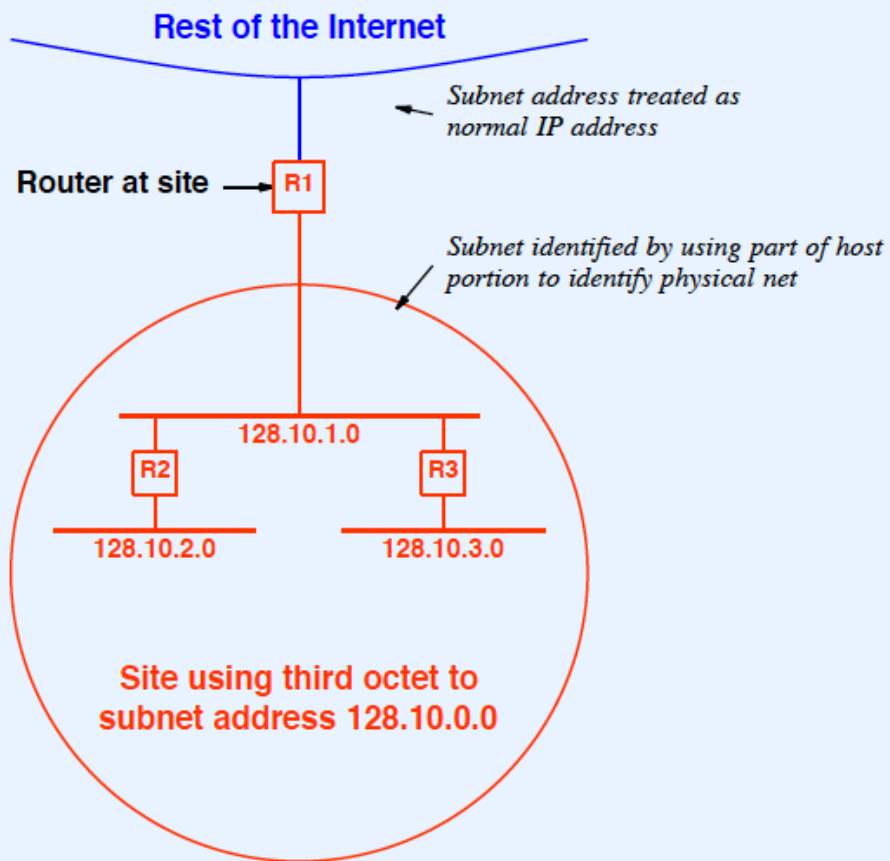 Rest of the Internet
Subnet address treated as
normal IP address
Router at site
R1
Subnet identified by using part of host
portion to identify physical net
128.10.1.0
R2
R3
128.10.2.0
128.10.3.0
Site using third octet to
subnet address 128.10.0.0